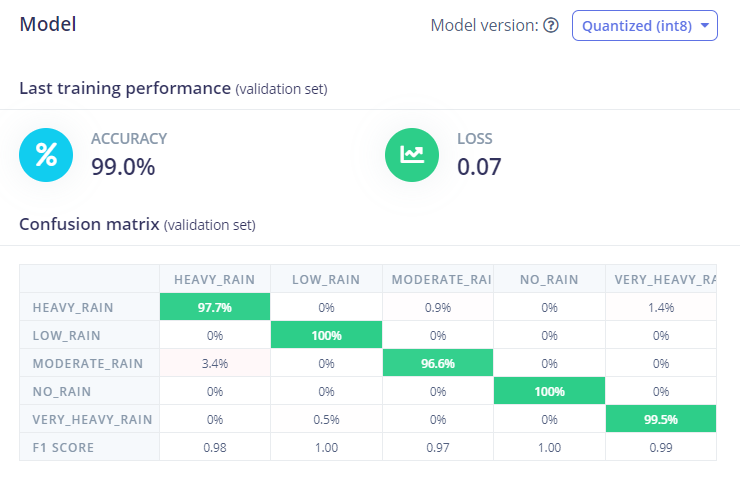 Model
Model version: ? Quantized (int8)
Last training performance (validation set)
% ACCURACY
99.0%
LOSS
0.07
Confusion matrix (validation set)
HEAVY_RAIN LOW_RAIN MODERATE_RAI NO_RAIN VERY_HEAVY_RA
HEAVY_RAIN 97.7% 0% 0.9% 0% 1.4%
LOW_RAIN 0% 100% 0% 0% 0%
MODERATE_RAIN 3.4% 0% 96.6% 0% 0%
NO_RAIN 0% 0% 0% 100% 0%
VERY_HEAVY_RAIN 0% 0.5% 0% 0% 99.5%
F1 SCORE 0.98 1.00 0.97 1.00 0.99